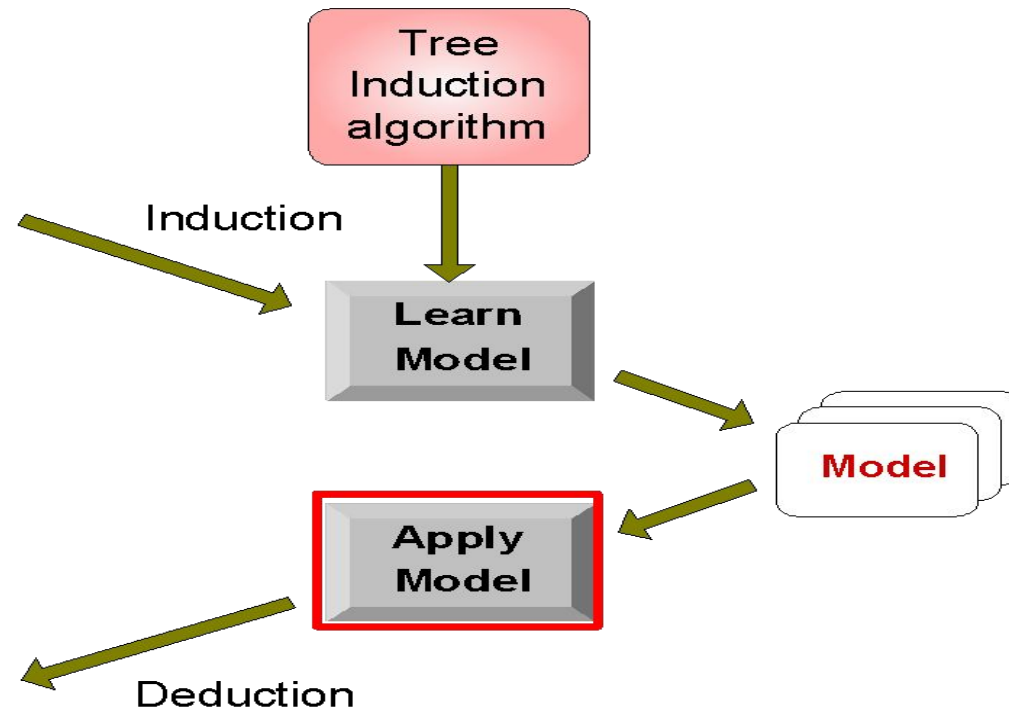 Tree
Induction
algorithm
Induction
Learn
Model
Model
Apply
Model
Deduction